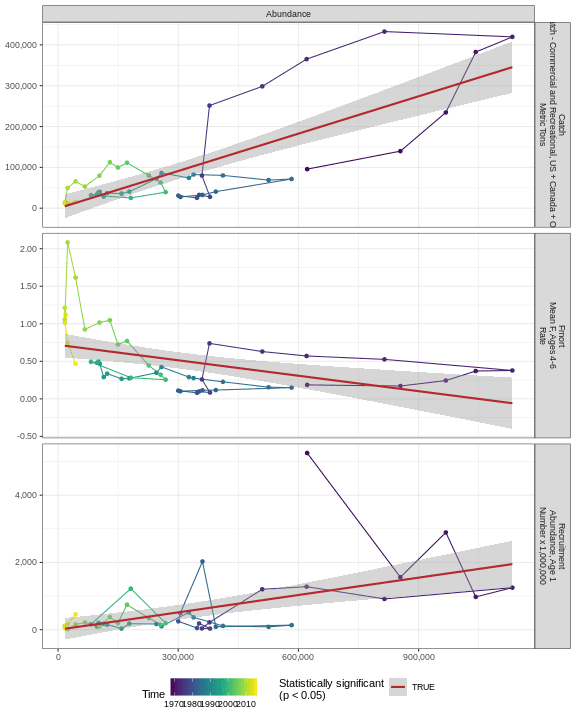 Abundance
400,000
300,000
200,000
100,000
0
Catch
- Commercial and Recreational, US + Canada +
Metric Tons
2.00
1.50
1.00
0.50
0.00
-0.50
Fmort
Mean F, Ages 4-6
Rate
4,000
2,000
0
Recruitment
Abundance, Age 1
Number x 1,000,000
0
300,000
600,000
900,000
Time
1970 1980 1990 2000 2010
Statistically significant
(p < 0.05)
TRUE